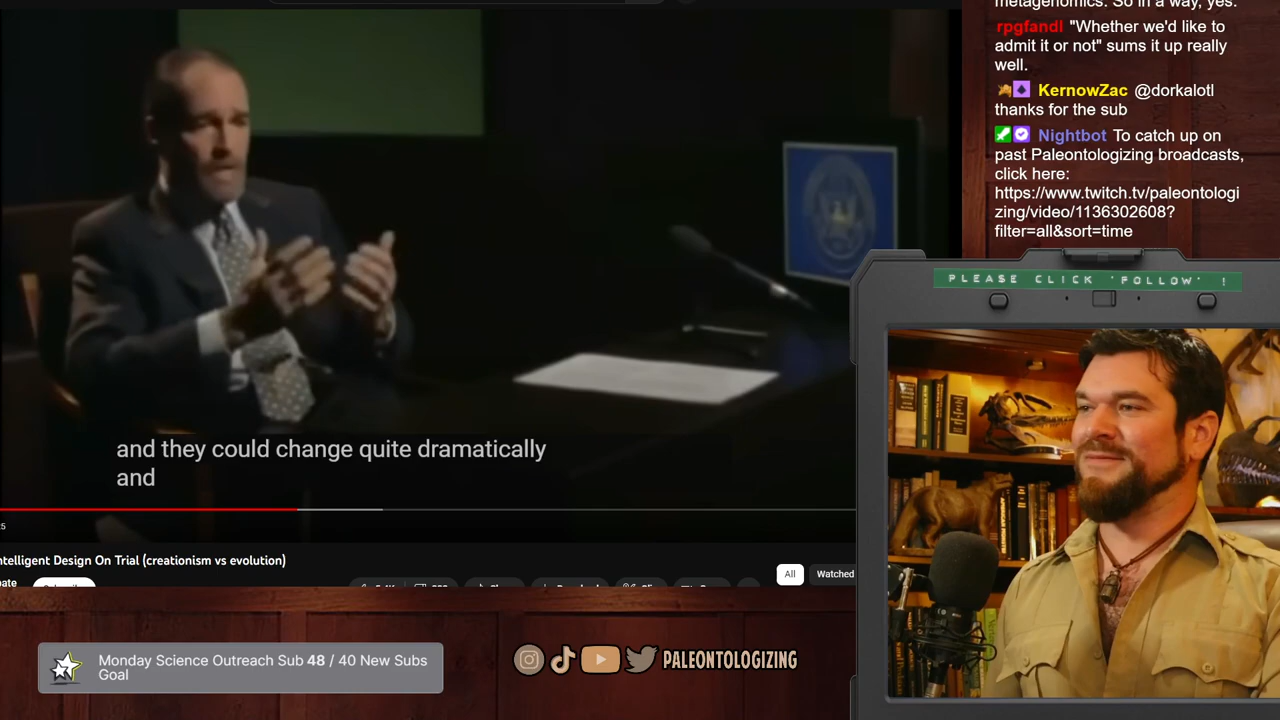 metagenomics. So in a way, yes.
rpgfandl "Whether we'd like to
admit it or not" sums it up really
well.
KernowZac @dorkalotl
thanks for the sub
Nightbot To catch up on
past Paleontologizing broadcasts,
click here:
https://www.twitch.tv/paleontologi
zing/video/1136302608?
filter=all&sort=time
PLEASE CLICK 'FOLLOW' !
and they could change quite dramatically
and
ntelligent Design On Trial (creationism vs evolution)
All
Watched
Monday Science Outreach Sub 48 / 40 New Subs
Goal
PALEONTOLOGIZING